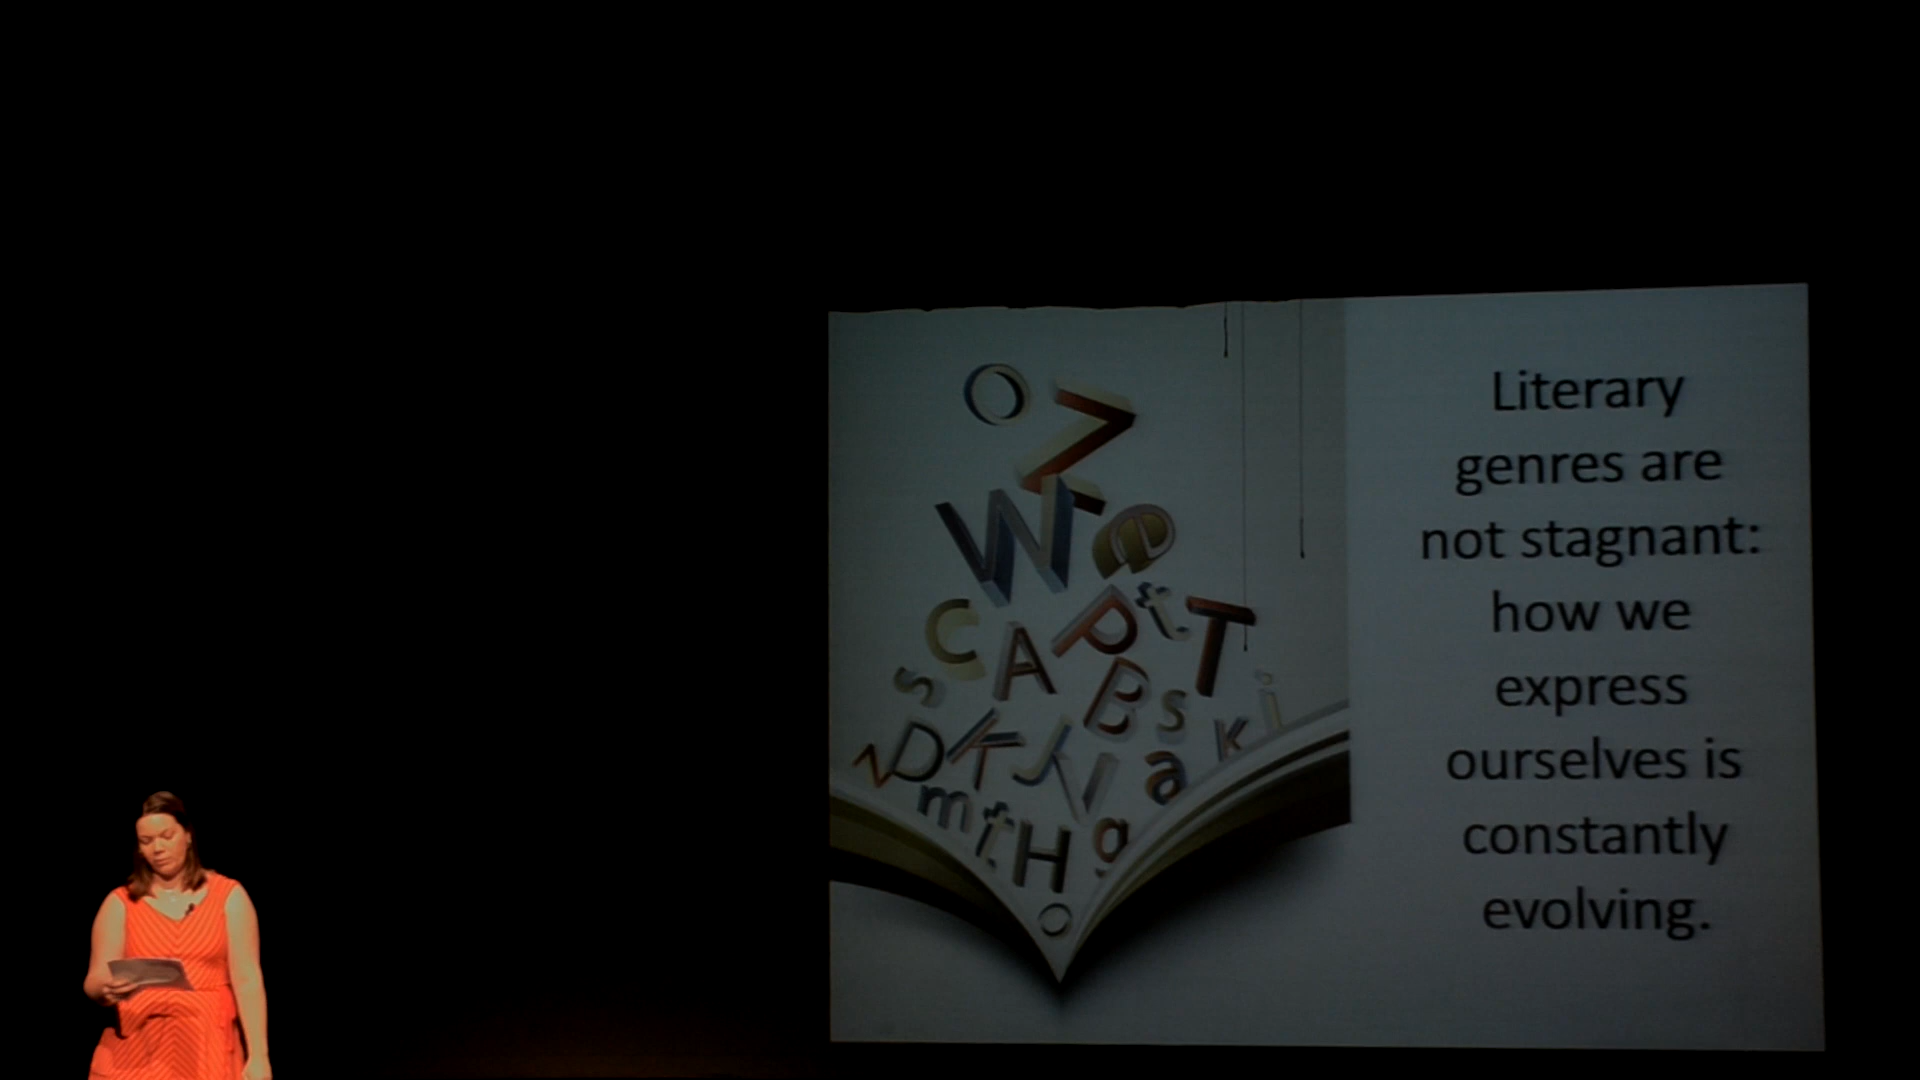 O
Z
W e
C A P t T
s B s i
N D K J N a K
m t H g
O
Literary
genres are
not stagnant:
how we
express
ourselves is
constantly
evolving.